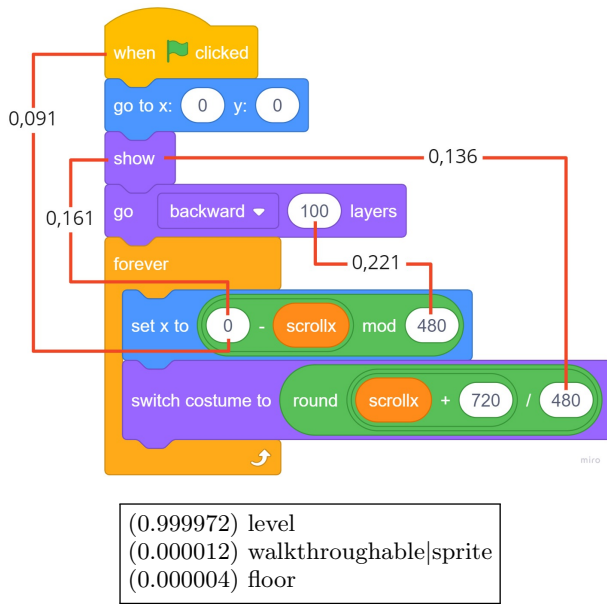 when clicked
go to x: 0 y: 0
0,091
show
0,136
go backward 100 layers
0,161
forever
0,221
set x to 0 - scrollx mod 480
switch costume to round scrollx + 720 / 480
miro
(0.999972) level
(0.000012) walkthroughable|sprite
(0.000004) floor